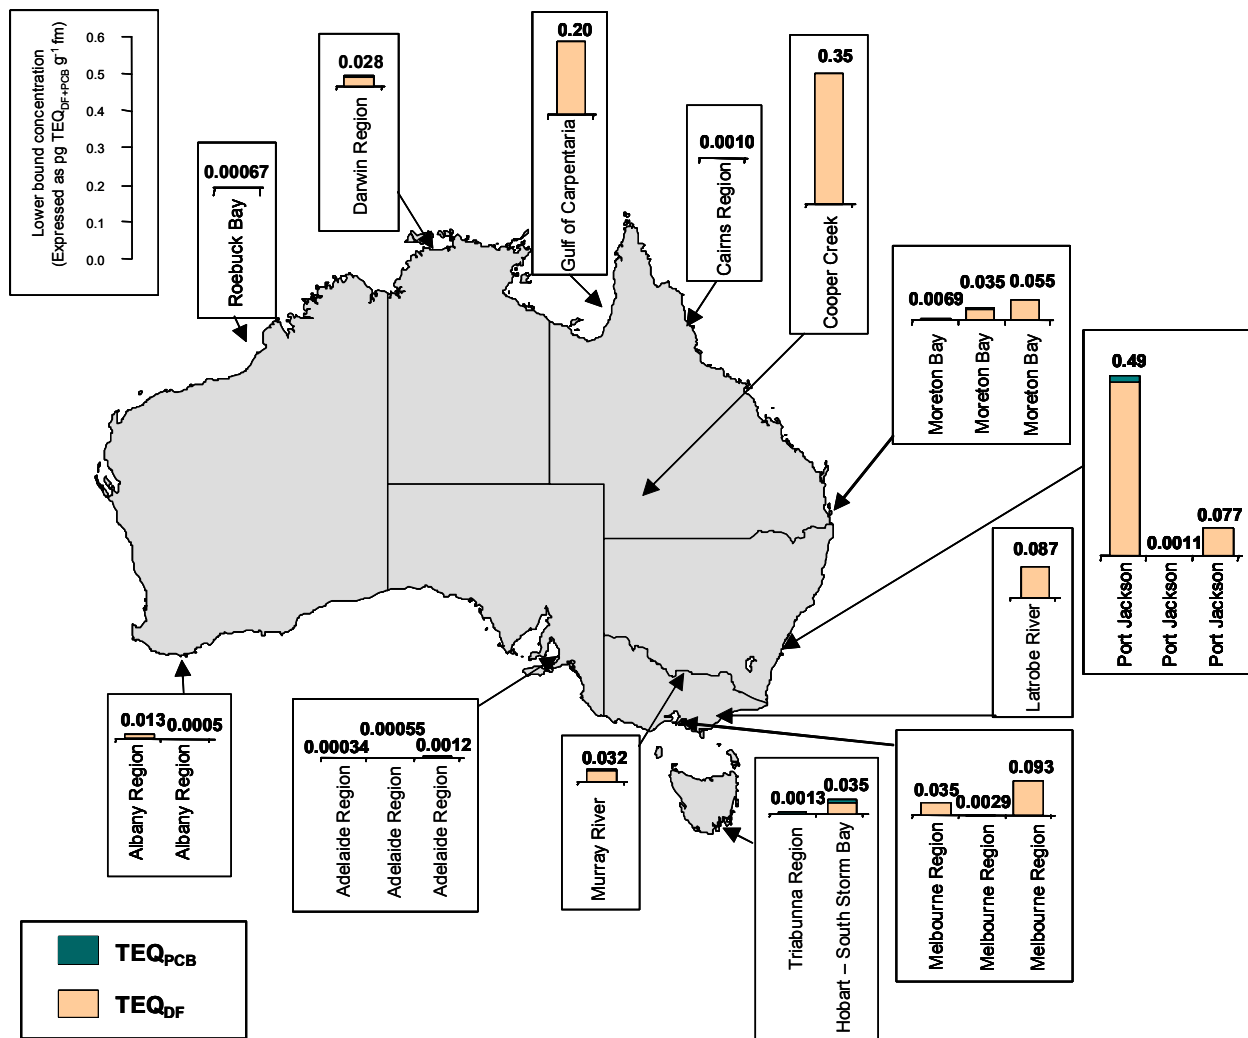 Lower bound concentration
(Expressed as pg TEQDF+PCB g-1 fm)
0.6
0.5
0.4
0.3
0.2
0.1
0.0
0.00067
Roebuck Bay
0.028
Darwin Region
0.20
Gulf of Carpentaria
0.0010
Cairns Region
0.35
Cooper Creek
0.0069
0.035
0.055
Moreton Bay
Moreton Bay
Moreton Bay
0.49
0.0011
0.077
Port Jackson
Port Jackson
Port Jackson
0.087
Latrobe River
0.013
0.0005
Albany Region
Albany Region
0.00034
0.00055
0.0012
Adelaide Region
Adelaide Region
Adelaide Region
0.032
Murray River
0.0013
0.035
Triabunna Region
Hobart – South Storm Bay
0.035
0.0029
0.093
Melbourne Region
Melbourne Region
Melbourne Region
TEQPCB
TEQDF